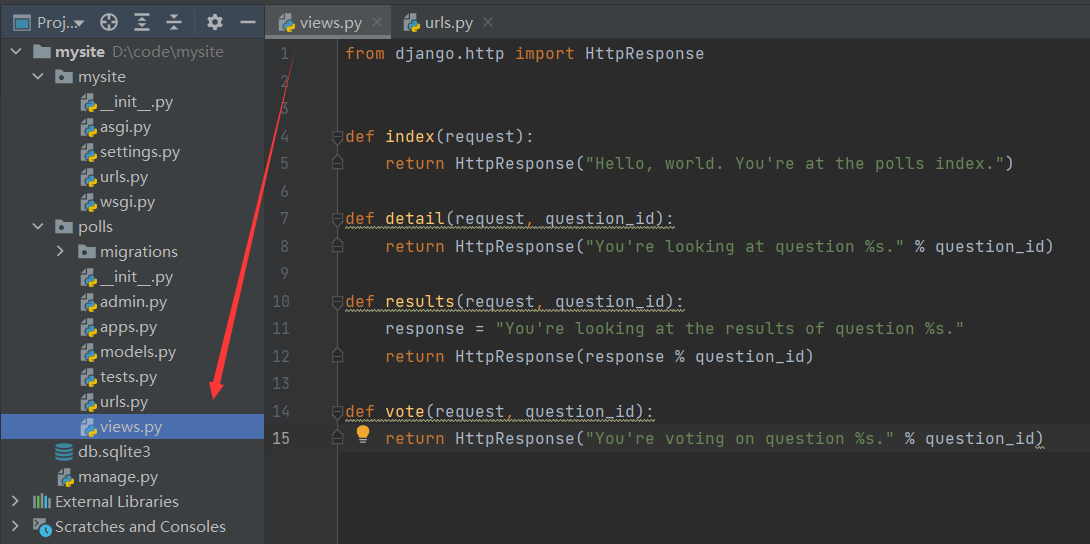 Proj...
mysite D:\code\mysite
mysite
__init__.py
asgi.py
settings.py
urls.py
wsgi.py
polls
migrations
__init__.py
admin.py
apps.py
models.py
tests.py
urls.py
views.py
db.sqlite3
manage.py
External Libraries
Scratches and Consoles
views.py urls.py
1 from django.http import HttpResponse
2
3
4 def index(request):
5     return HttpResponse("Hello, world. You're at the polls index.")
6
7 def detail(request, question_id):
8     return HttpResponse("You're looking at question %s." % question_id)
9
10 def results(request, question_id):
11     response = "You're looking at the results of question %s."
12     return HttpResponse(response % question_id)
13
14 def vote(request, question_id):
15     return HttpResponse("You're voting on question %s." % question_id)